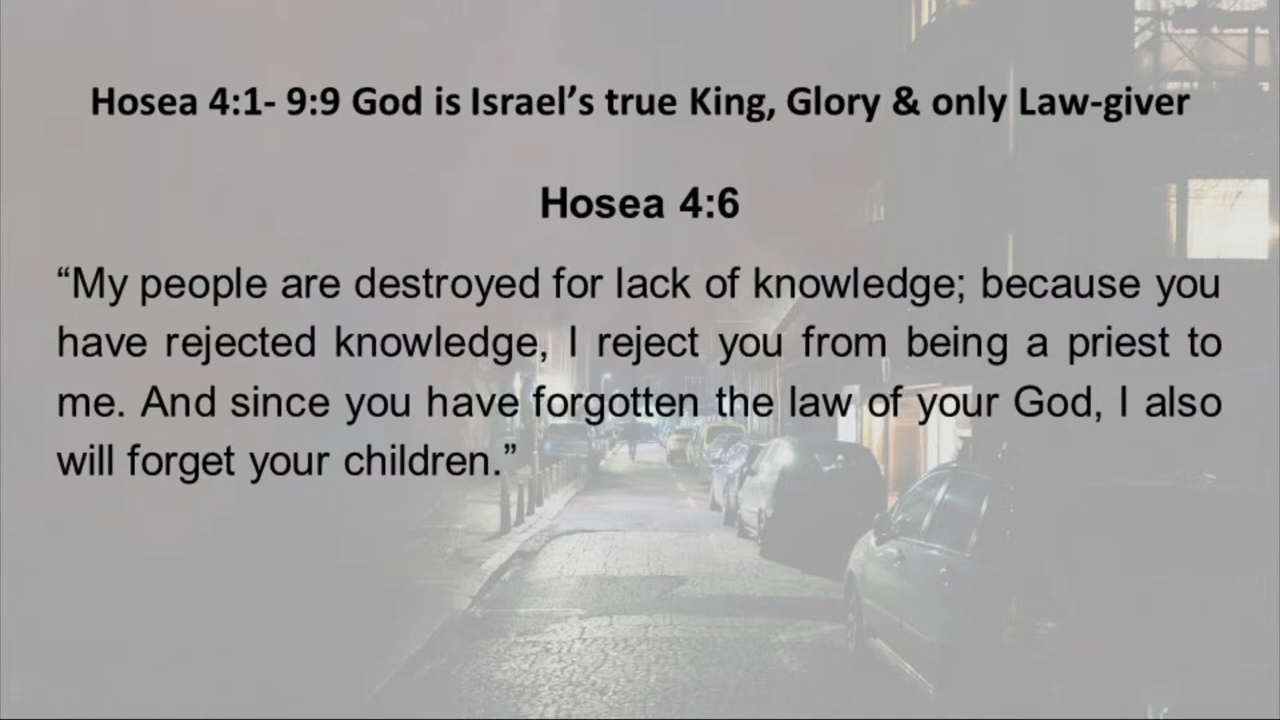 Hosea 4:1- 9:9 God is Israel’s true King, Glory & only Law-giver
Hosea 4:6
“My people are destroyed for lack of knowledge; because you
have rejected knowledge, I reject you from being a priest to
me. And since you have forgotten the law of your God, I also
will forget your children.”